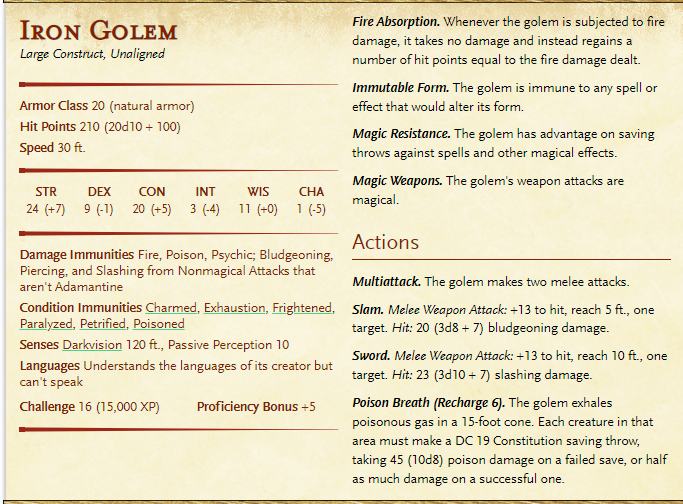 IRON GOLEM
Large Construct, Unaligned
Armor Class 20 (natural armor)
Hit Points 210 (20d10 + 100)
Speed 30 ft.
STR DEX CON INT WIS CHA
24 (+7) 9 (-1) 20 (+5) 3 (-4) 11 (+0) 1 (-5)
Damage Immunities Fire, Poison, Psychic; Bludgeoning,
Piercing, and Slashing from Nonmagical Attacks that
aren't Adamantine
Condition Immunities Charmed, Exhaustion, Frightened,
Paralyzed, Petrified, Poisoned
Senses Darkvision 120 ft., Passive Perception 10
Languages Understands the languages of its creator but
can't speak
Challenge 16 (15,000 XP) Proficiency Bonus +5
Fire Absorption. Whenever the golem is subjected to fire
damage, it takes no damage and instead regains a
number of hit points equal to the fire damage dealt.
Immutable Form. The golem is immune to any spell or
effect that would alter its form.
Magic Resistance. The golem has advantage on saving
throws against spells and other magical effects.
Magic Weapons. The golem's weapon attacks are
magical.
Actions
Multiattack. The golem makes two melee attacks.
Slam. Melee Weapon Attack: +13 to hit, reach 5 ft., one
target. Hit: 20 (3d8 + 7) bludgeoning damage.
Sword. Melee Weapon Attack: +13 to hit, reach 10 ft., one
target. Hit: 23 (3d10 + 7) slashing damage.
Poison Breath (Recharge 6). The golem exhales
poisonous gas in a 15-foot cone. Each creature in that
area must make a DC 19 Constitution saving throw,
taking 45 (10d8) poison damage on a failed save, or half
as much damage on a successful one.